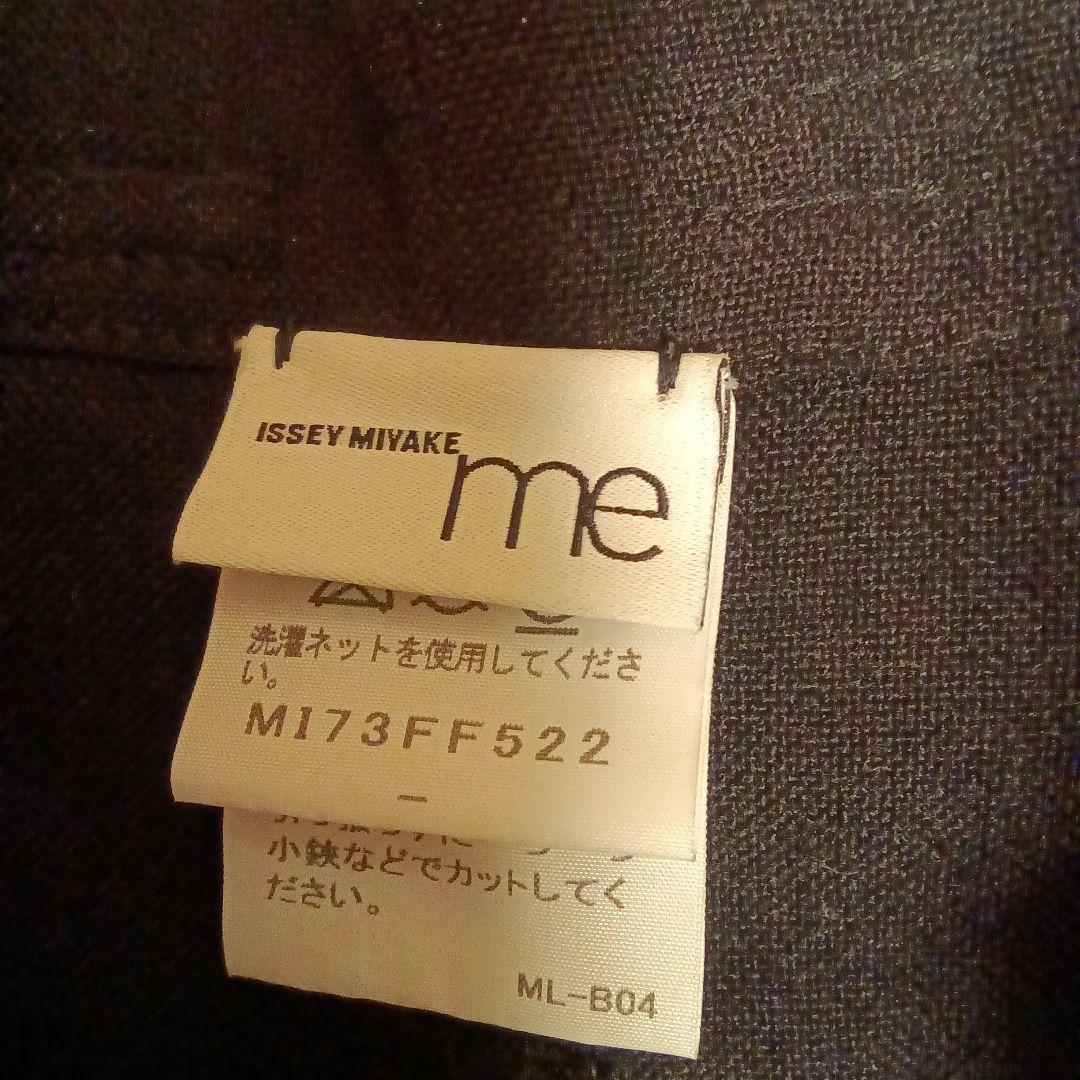 ISSEY MIYAKE
me
洗濯ネットを使用してくださ
い。
MI73FF522
–
小鋏などでカットしてく
ださい。
ML-B04